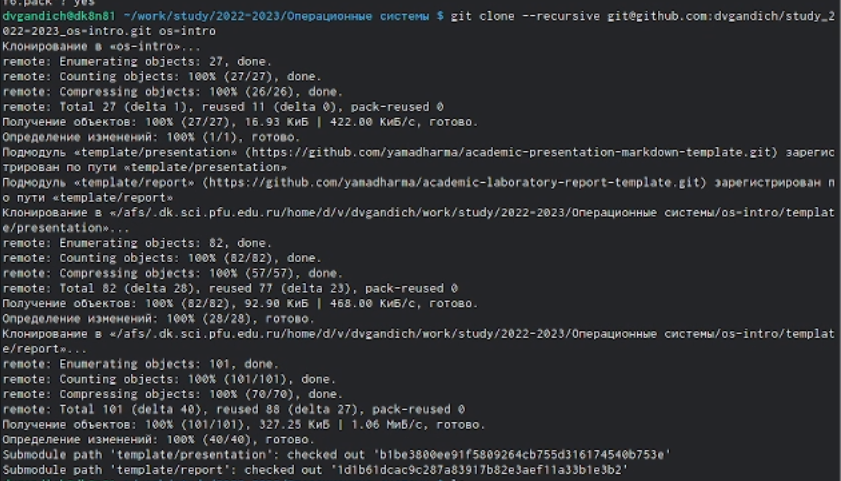 dvgandich@dk8n81 ~/work/study/2022-2023/Операционные системы $ git clone --recursive git@github.com:dvgandich/study_2
022-2023_os-intro.git os-intro
Клонирование в «os-intro»...
remote: Enumerating objects: 27, done.
remote: Counting objects: 100% (27/27), done.
remote: Compressing objects: 100% (26/26), done.
remote: Total 27 (delta 1), reused 11 (delta 0), pack-reused 0
Получение объектов: 100% (27/27), 16.93 КиБ | 422.00 КиБ/с, готово.
Определение изменений: 100% (1/1), готово.
Подмодуль «template/presentation» (https://github.com/yamadharma/academic-presentation-markdown-template.git) зарегис
трирован по пути «template/presentation»
Подмодуль «template/report» (https://github.com/yamadharma/academic-laboratory-report-template.git) зарегистрирован п
о пути «template/report»
Клонирование в «/afs/.dk.sci.pfu.edu.ru/home/d/v/dvgandich/work/study/2022-2023/Операционные системы/os-intro/templat
e/presentation»...
remote: Enumerating objects: 82, done.
remote: Counting objects: 100% (82/82), done.
remote: Compressing objects: 100% (57/57), done.
remote: Total 82 (delta 28), reused 77 (delta 23), pack-reused 0
Получение объектов: 100% (82/82), 92.90 КиБ | 468.00 КиБ/с, готово.
Определение изменений: 100% (28/28), готово.
Клонирование в «/afs/.dk.sci.pfu.edu.ru/home/d/v/dvgandich/work/study/2022-2023/Операционные системы/os-intro/templat
e/report»...
remote: Enumerating objects: 101, done.
remote: Counting objects: 100% (101/101), done.
remote: Compressing objects: 100% (70/70), done.
remote: Total 101 (delta 40), reused 88 (delta 27), pack-reused 0
Получение объектов: 100% (101/101), 327.25 КиБ | 1.06 МиБ/с, готово.
Определение изменений: 100% (40/40), готово.
Submodule path 'template/presentation': checked out 'b1be3800ee91f5809264cb755d316174540b753e'
Submodule path 'template/report': checked out '1d1b61dcac9c287a83917b82e3aef11a33b1e3b2'